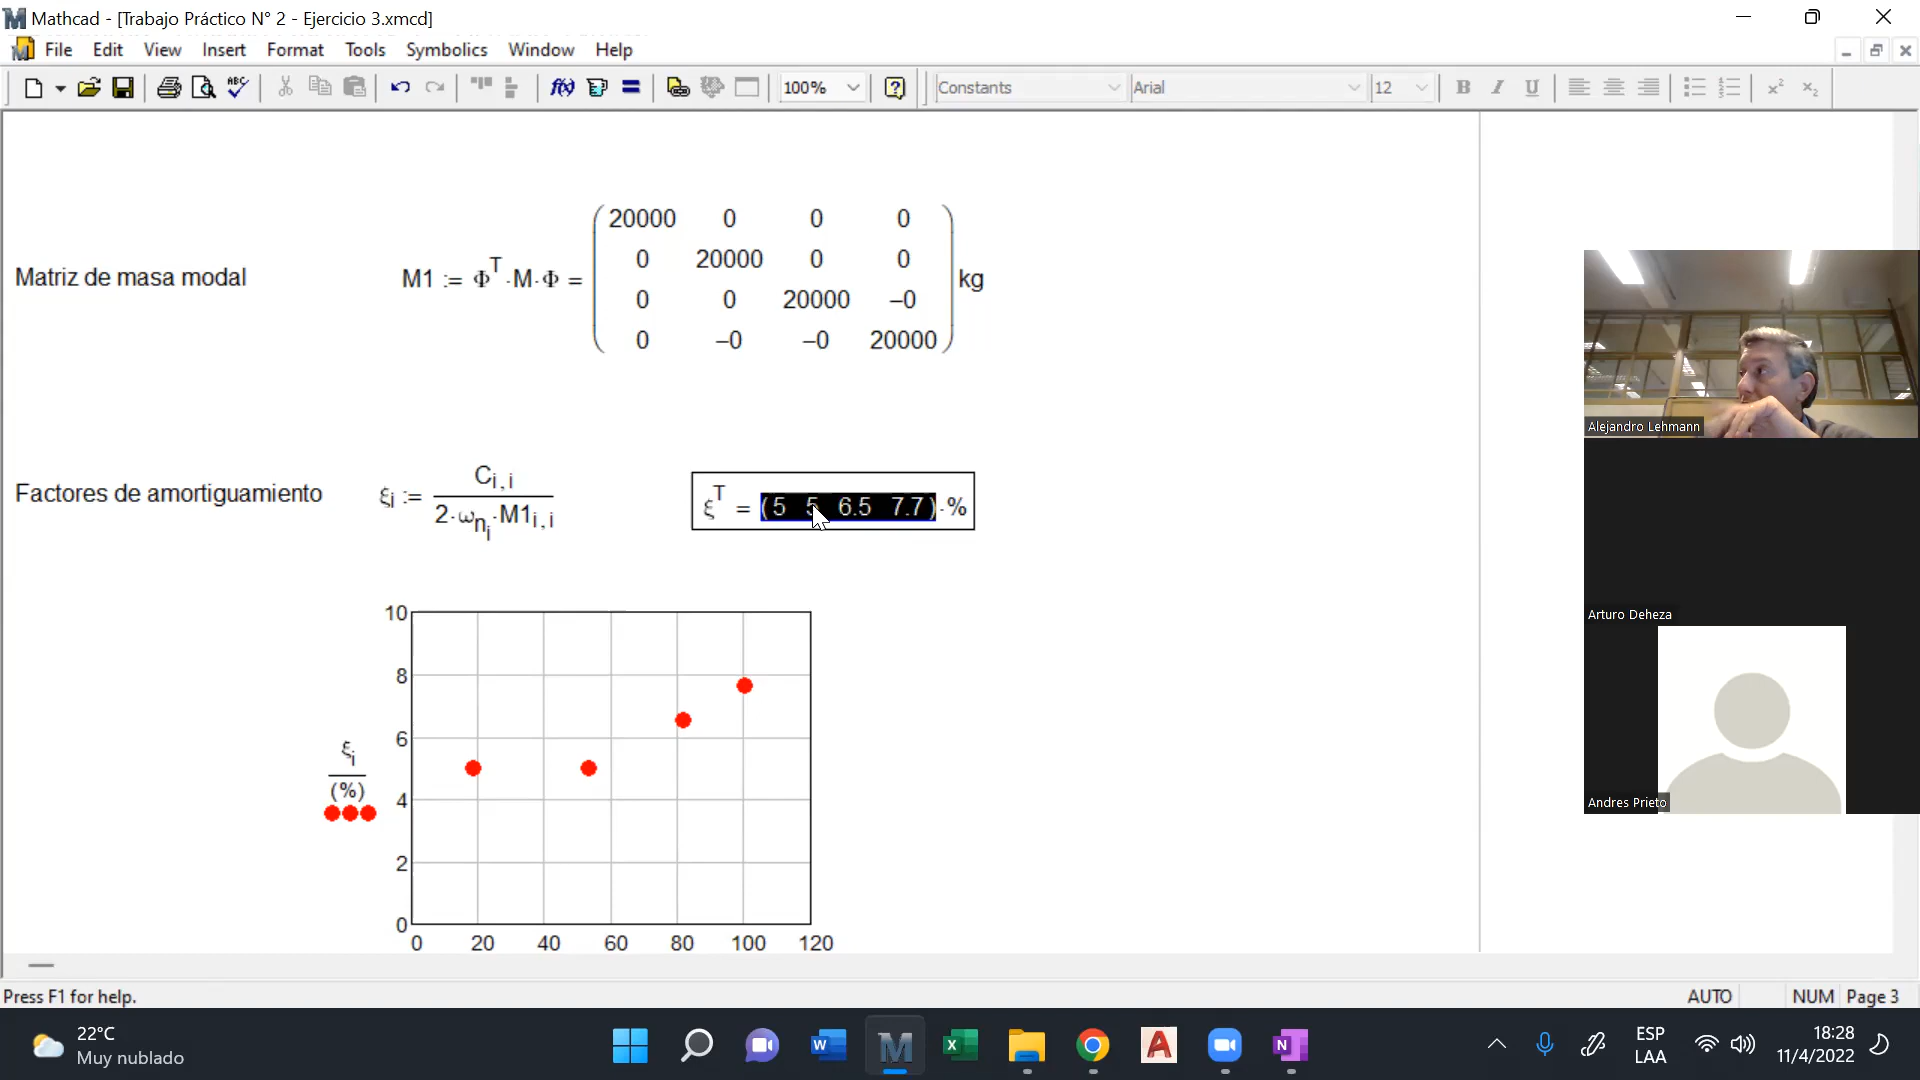 Mathcad - [Trabajo Práctico N° 2 - Ejercicio 3.xmcd]
File Edit View Insert Format Tools Symbolics Window Help
100% Constants Arial 12 B I U
Matriz de masa modal
M1 := Φ^T·M·Φ =
20000 0 0 0
0 20000 0 0
0 0 20000 –0
0 –0 –0 20000
kg
Factores de amortiguamiento
ξi := Ci,i / 2·ωni·M1i,i
ξ^T = (5 5 6.5 7.7)·%
10
8
6
4
2
0
ξi
(%)
0 20 40 60 80 100 120
Alejandro Lehmann
Arturo Deheza
Andres Prieto
Press F1 for help.
AUTO NUM Page 3
22°C
Muy nublado
ESP
LAA
18:28
11/4/2022